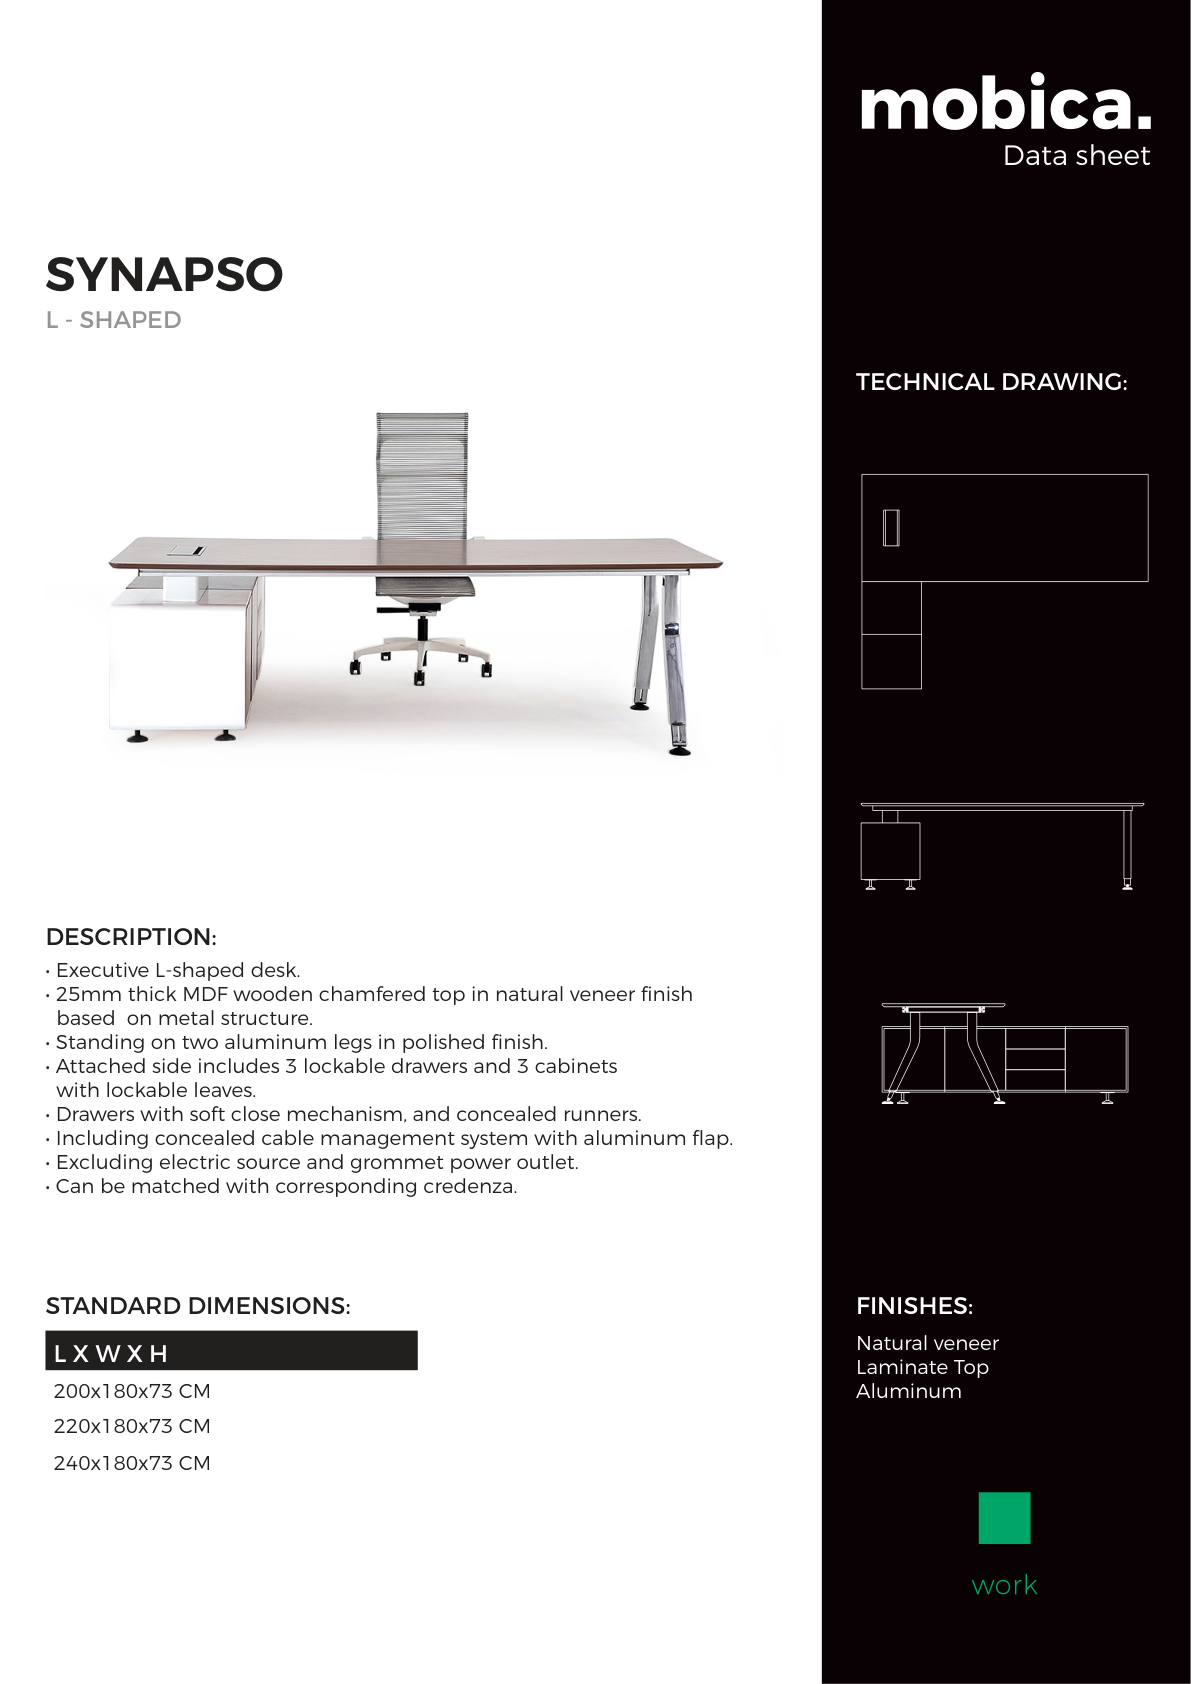 mobica.
Data sheet
SYNAPSO
L - SHAPED
TECHNICAL DRAWING:
DESCRIPTION:
• Executive L-shaped desk.
• 25mm thick MDF wooden chamfered top in natural veneer finish
based  on metal structure.
• Standing on two aluminum legs in polished finish.
• Attached side includes 3 lockable drawers and 3 cabinets
with lockable leaves.
• Drawers with soft close mechanism, and concealed runners.
• Including concealed cable management system with aluminum flap.
• Excluding electric source and grommet power outlet.
• Can be matched with corresponding credenza.
STANDARD DIMENSIONS:
L X W X H
200x180x73 CM
220x180x73 CM
240x180x73 CM
FINISHES:
Natural veneer
Laminate Top
Aluminum
work